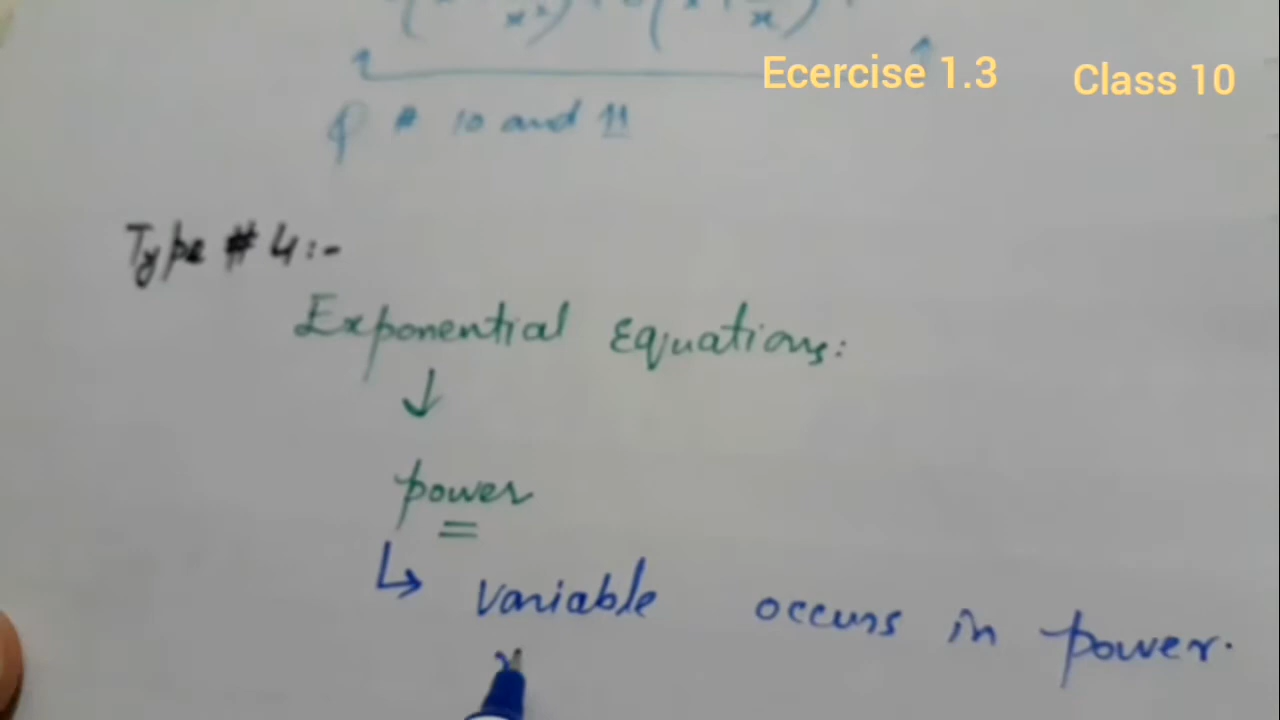 Ecercise 1.3 Class 10
Q # 10 and 11
Type # 4:-
Exponential Equations:
↓
power
↳ variable occurs in power.